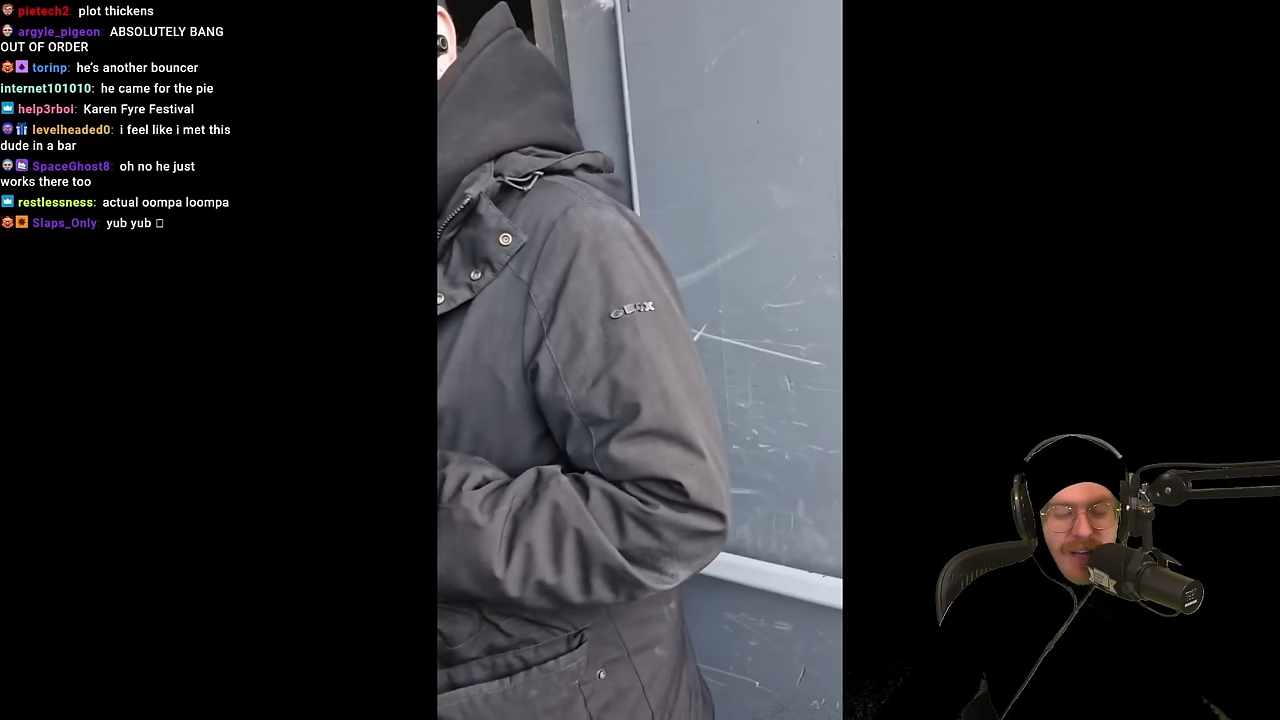 pietech2: plot thickens
argyle_pigeon: ABSOLUTELY BANG
OUT OF ORDER
torinp: he's another bouncer
internet101010: he came for the pie
help3rboi: Karen Fyre Festival
levelheaded0: i feel like i met this
dude in a bar
SpaceGhost8: oh no he just
works there too
restlessness: actual oompa loompa
Slaps_Only: yub yub
GEOX